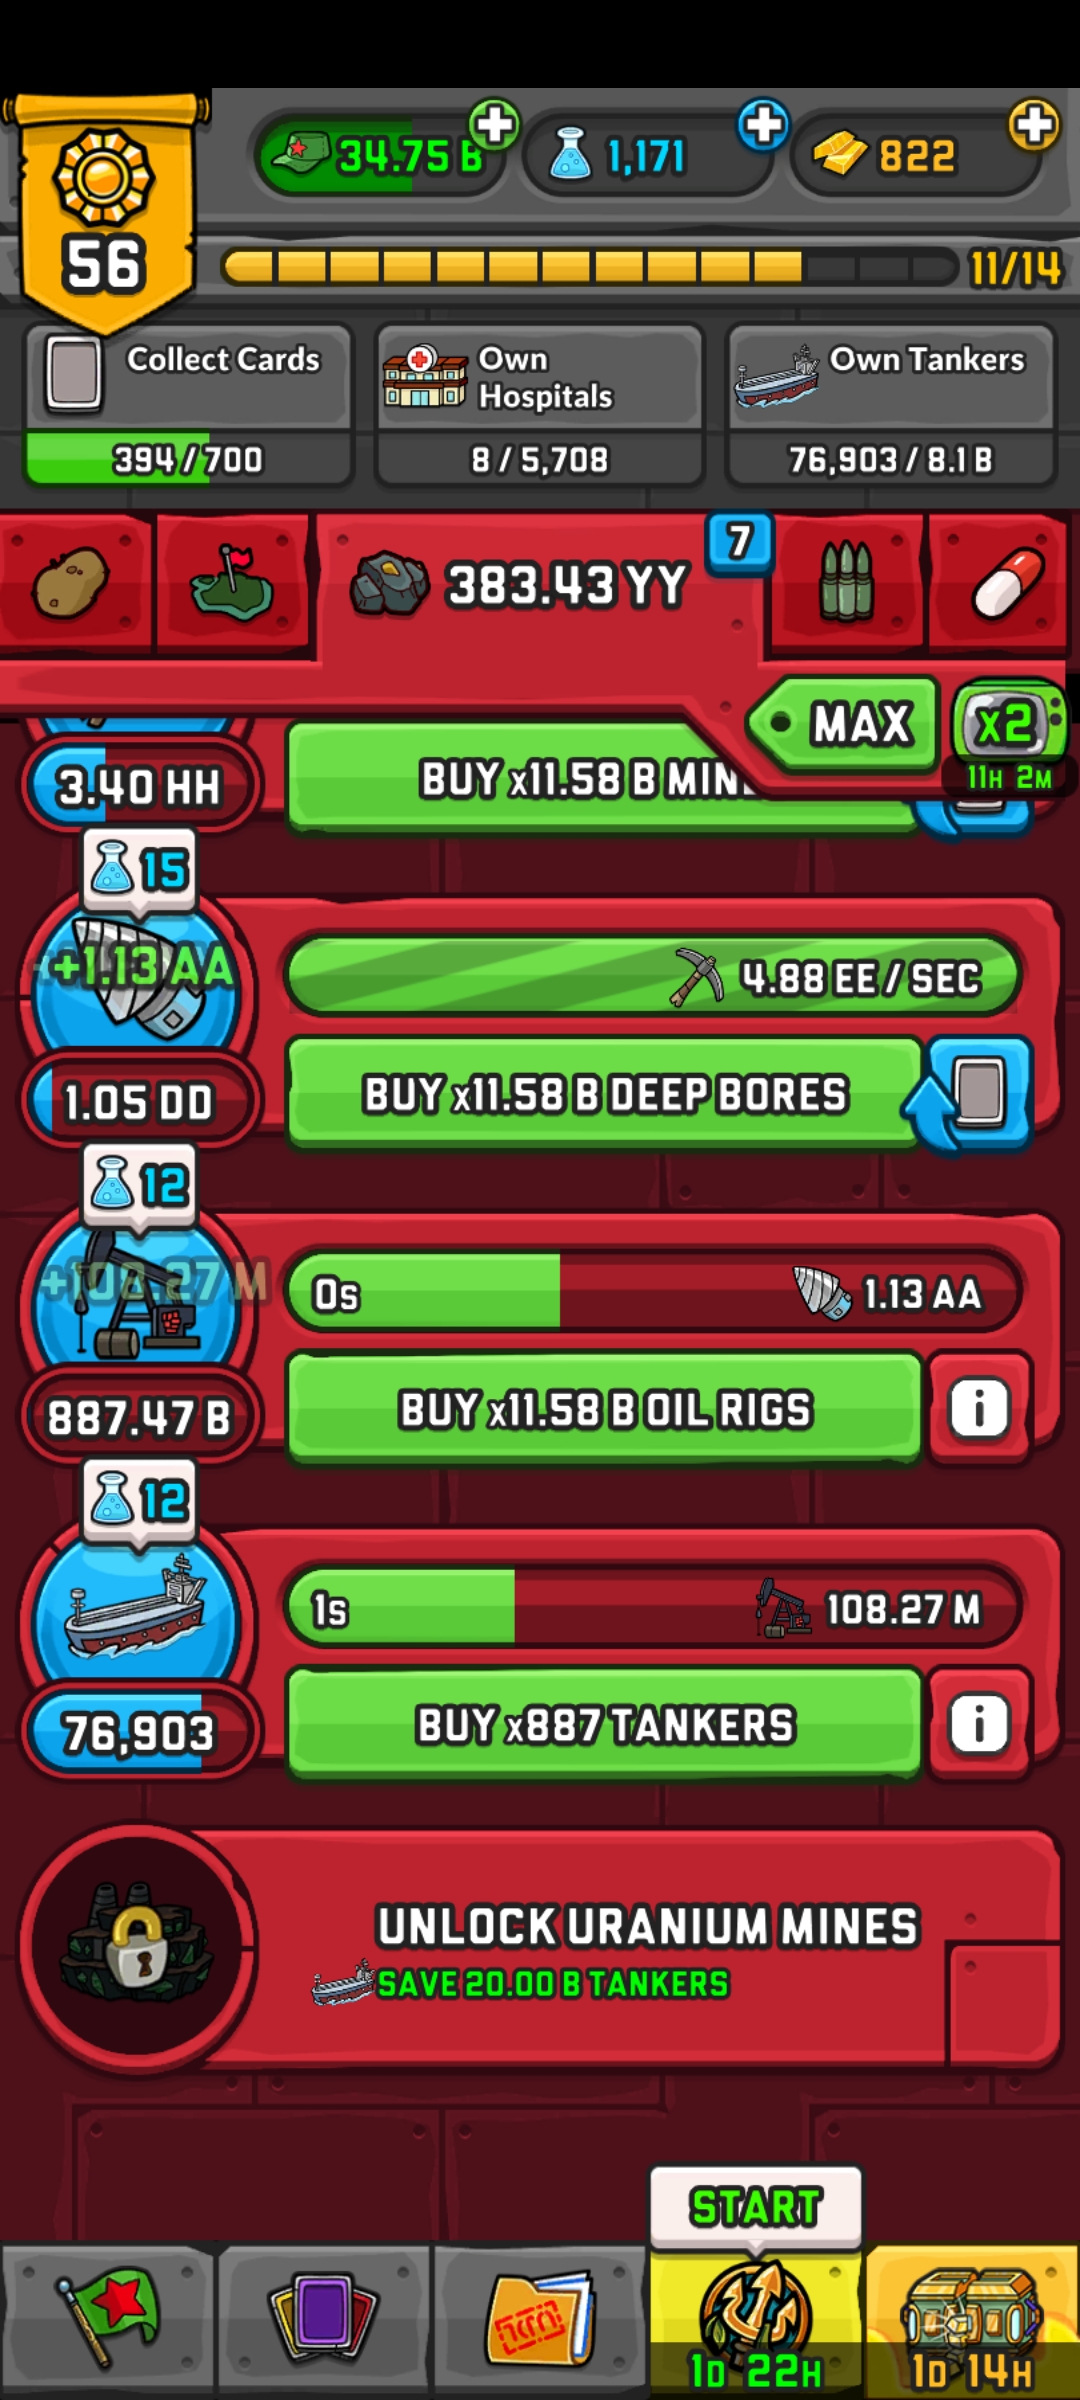 34.75 B
1,171
822
56
11/14
Collect Cards
394 / 700
Own
Hospitals
8 / 5,708
Own Tankers
76,903 / 8.1 B
383.43 YY
7
MAX
x2
11H 2M
3.40 HH
BUY x11.58 B
15
+1.13 AA
4.88 EE / SEC
1.05 DD
BUY x11.58 B DEEP BORES
12
+108.27 M
0s
1.13 AA
887.47 B
BUY x11.58 B OIL RIGS
i
12
1s
108.27 M
76,903
BUY x887 TANKERS
i
UNLOCK URANIUM MINES
SAVE 20.00 B TANKERS
START
1D 22H
1D 14H